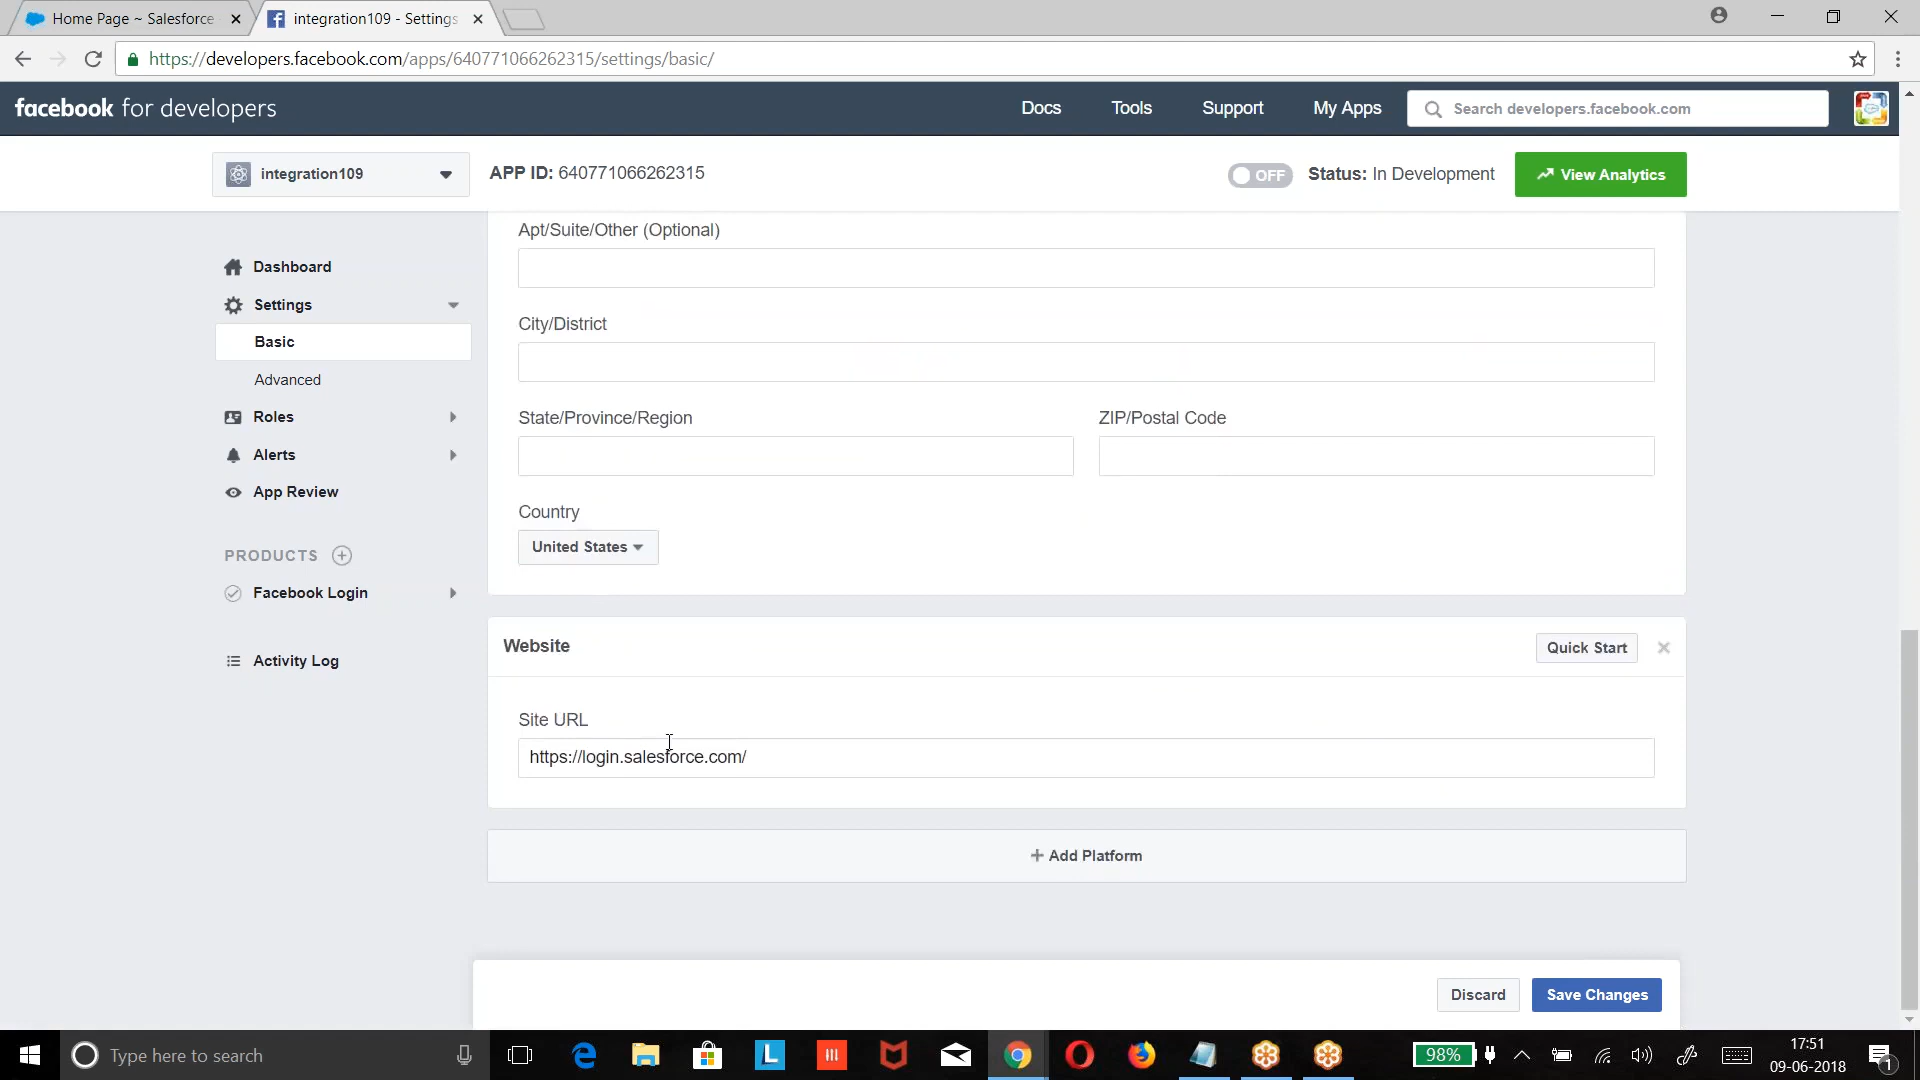 Home Page ~ Salesforce
integration109 - Settings
https://developers.facebook.com/apps/640771066262315/settings/basic/
facebook for developers
Docs
Tools
Support
My Apps
Search developers.facebook.com
integration109
APP ID: 640771066262315
OFF
Status: In Development
View Analytics
Dashboard
Settings
Basic
Advanced
Roles
Alerts
App Review
PRODUCTS
Facebook Login
Activity Log
Apt/Suite/Other (Optional)
City/District
State/Province/Region
ZIP/Postal Code
Country
United States
Website
Quick Start
Site URL
https://login.salesforce.com/
+ Add Platform
Discard
Save Changes
Type here to search
98%
17:51
09-06-2018
1